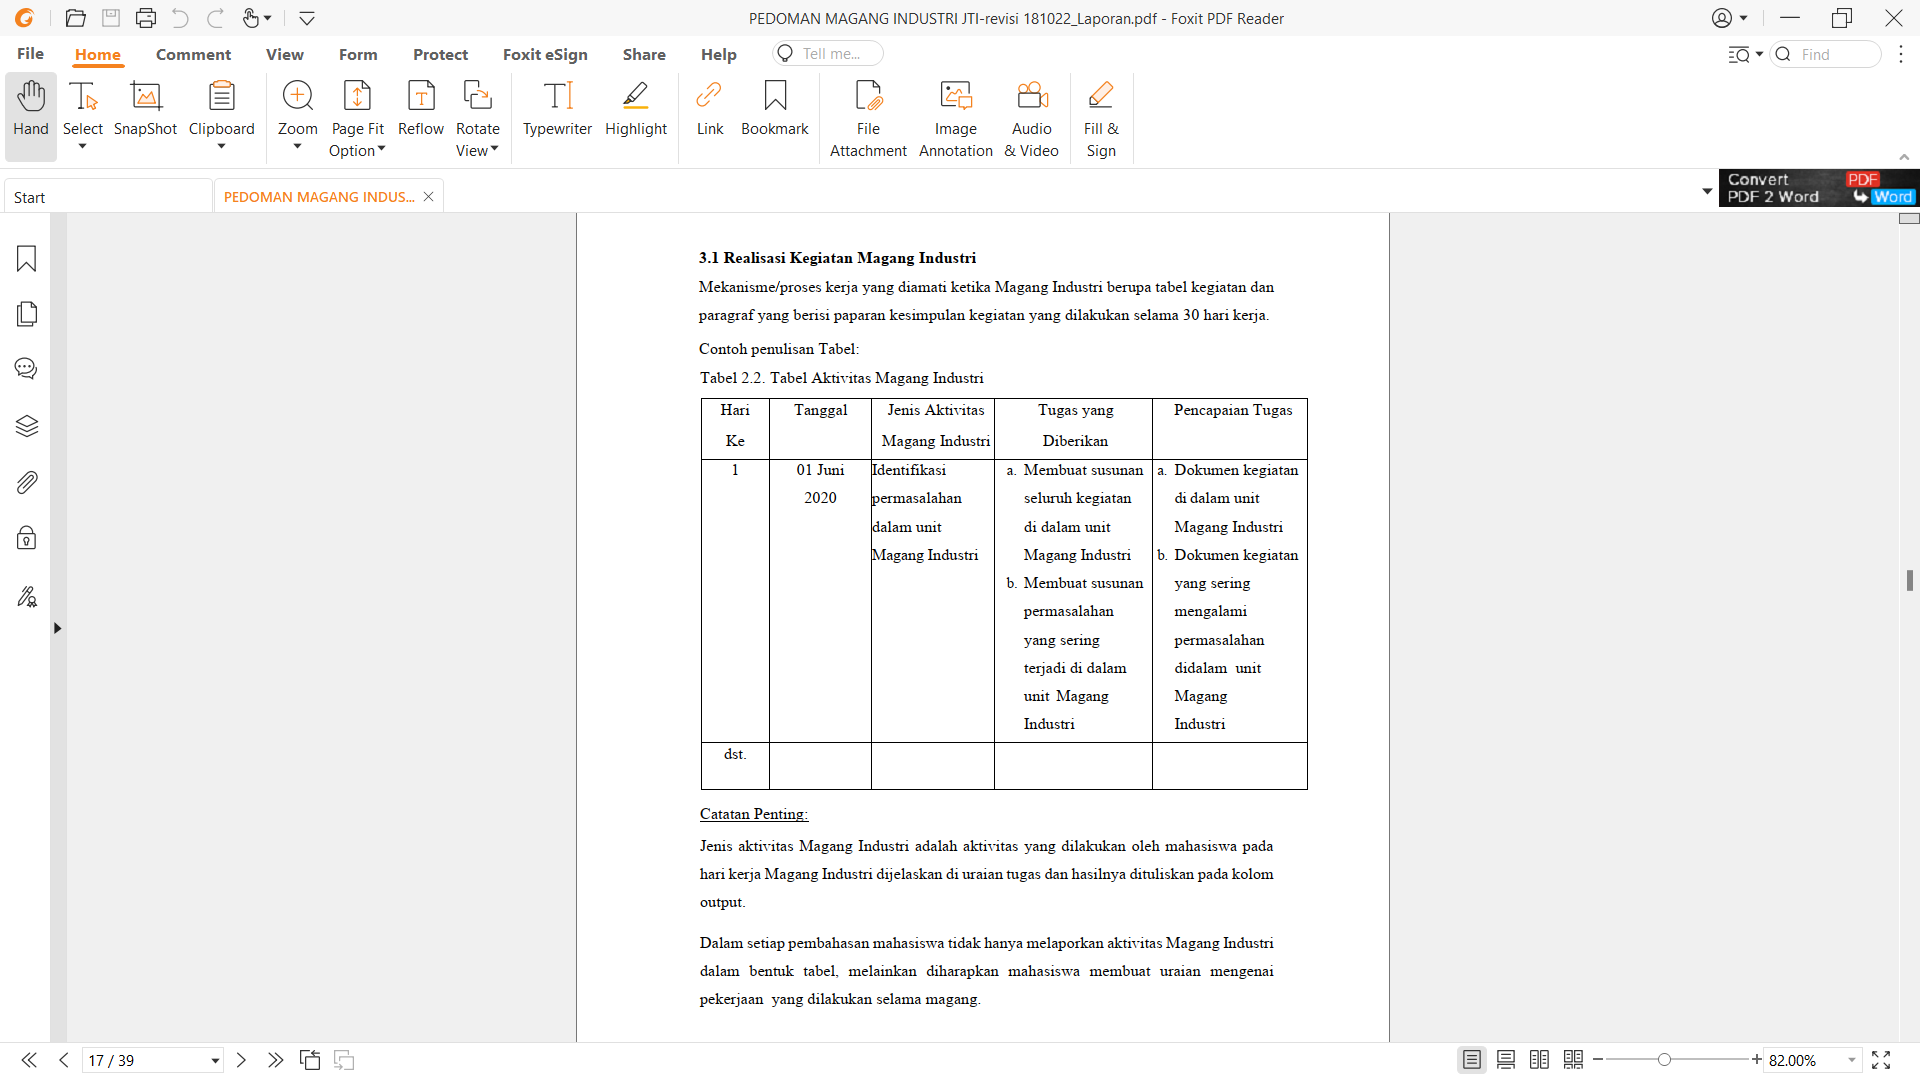 PEDOMAN MAGANG INDUSTRI JTI-revisi 181022_Laporan.pdf - Foxit PDF Reader
File Home Comment View Form Protect Foxit eSign Share Help Tell me... Find
Hand Select SnapShot Clipboard Zoom Page Fit Option Reflow Rotate View Typewriter Highlight Link Bookmark File Attachment Image Annotation Audio & Video Fill & Sign
Start PEDOMAN MAGANG INDUS...
Convert PDF
PDF 2 Word Word
3.1 Realisasi Kegiatan Magang Industri
Mekanisme/proses kerja yang diamati ketika Magang Industri berupa tabel kegiatan dan
paragraf yang berisi paparan kesimpulan kegiatan yang dilakukan selama 30 hari kerja.
Contoh penulisan Tabel:
Tabel 2.2. Tabel Aktivitas Magang Industri
Hari Ke
Tanggal
Jenis Aktivitas
Magang Industri
Tugas yang
Diberikan
Pencapaian Tugas
1
01 Juni
2020
Identifikasi
permasalahan
dalam unit
Magang Industri
a. Membuat susunan
seluruh kegiatan
di dalam unit
Magang Industri
b. Membuat susunan
permasalahan
yang sering
terjadi di dalam
unit Magang
Industri
a. Dokumen kegiatan
di dalam unit
Magang Industri
b. Dokumen kegiatan
yang sering
mengalami
permasalahan
didalam unit
Magang
Industri
dst.
Catatan Penting:
Jenis aktivitas Magang Industri adalah aktivitas yang dilakukan oleh mahasiswa pada
hari kerja Magang Industri dijelaskan di uraian tugas dan hasilnya dituliskan pada kolom
output.
Dalam setiap pembahasan mahasiswa tidak hanya melaporkan aktivitas Magang Industri
dalam bentuk tabel, melainkan diharapkan mahasiswa membuat uraian mengenai
pekerjaan yang dilakukan selama magang.
17 / 39
82.00%